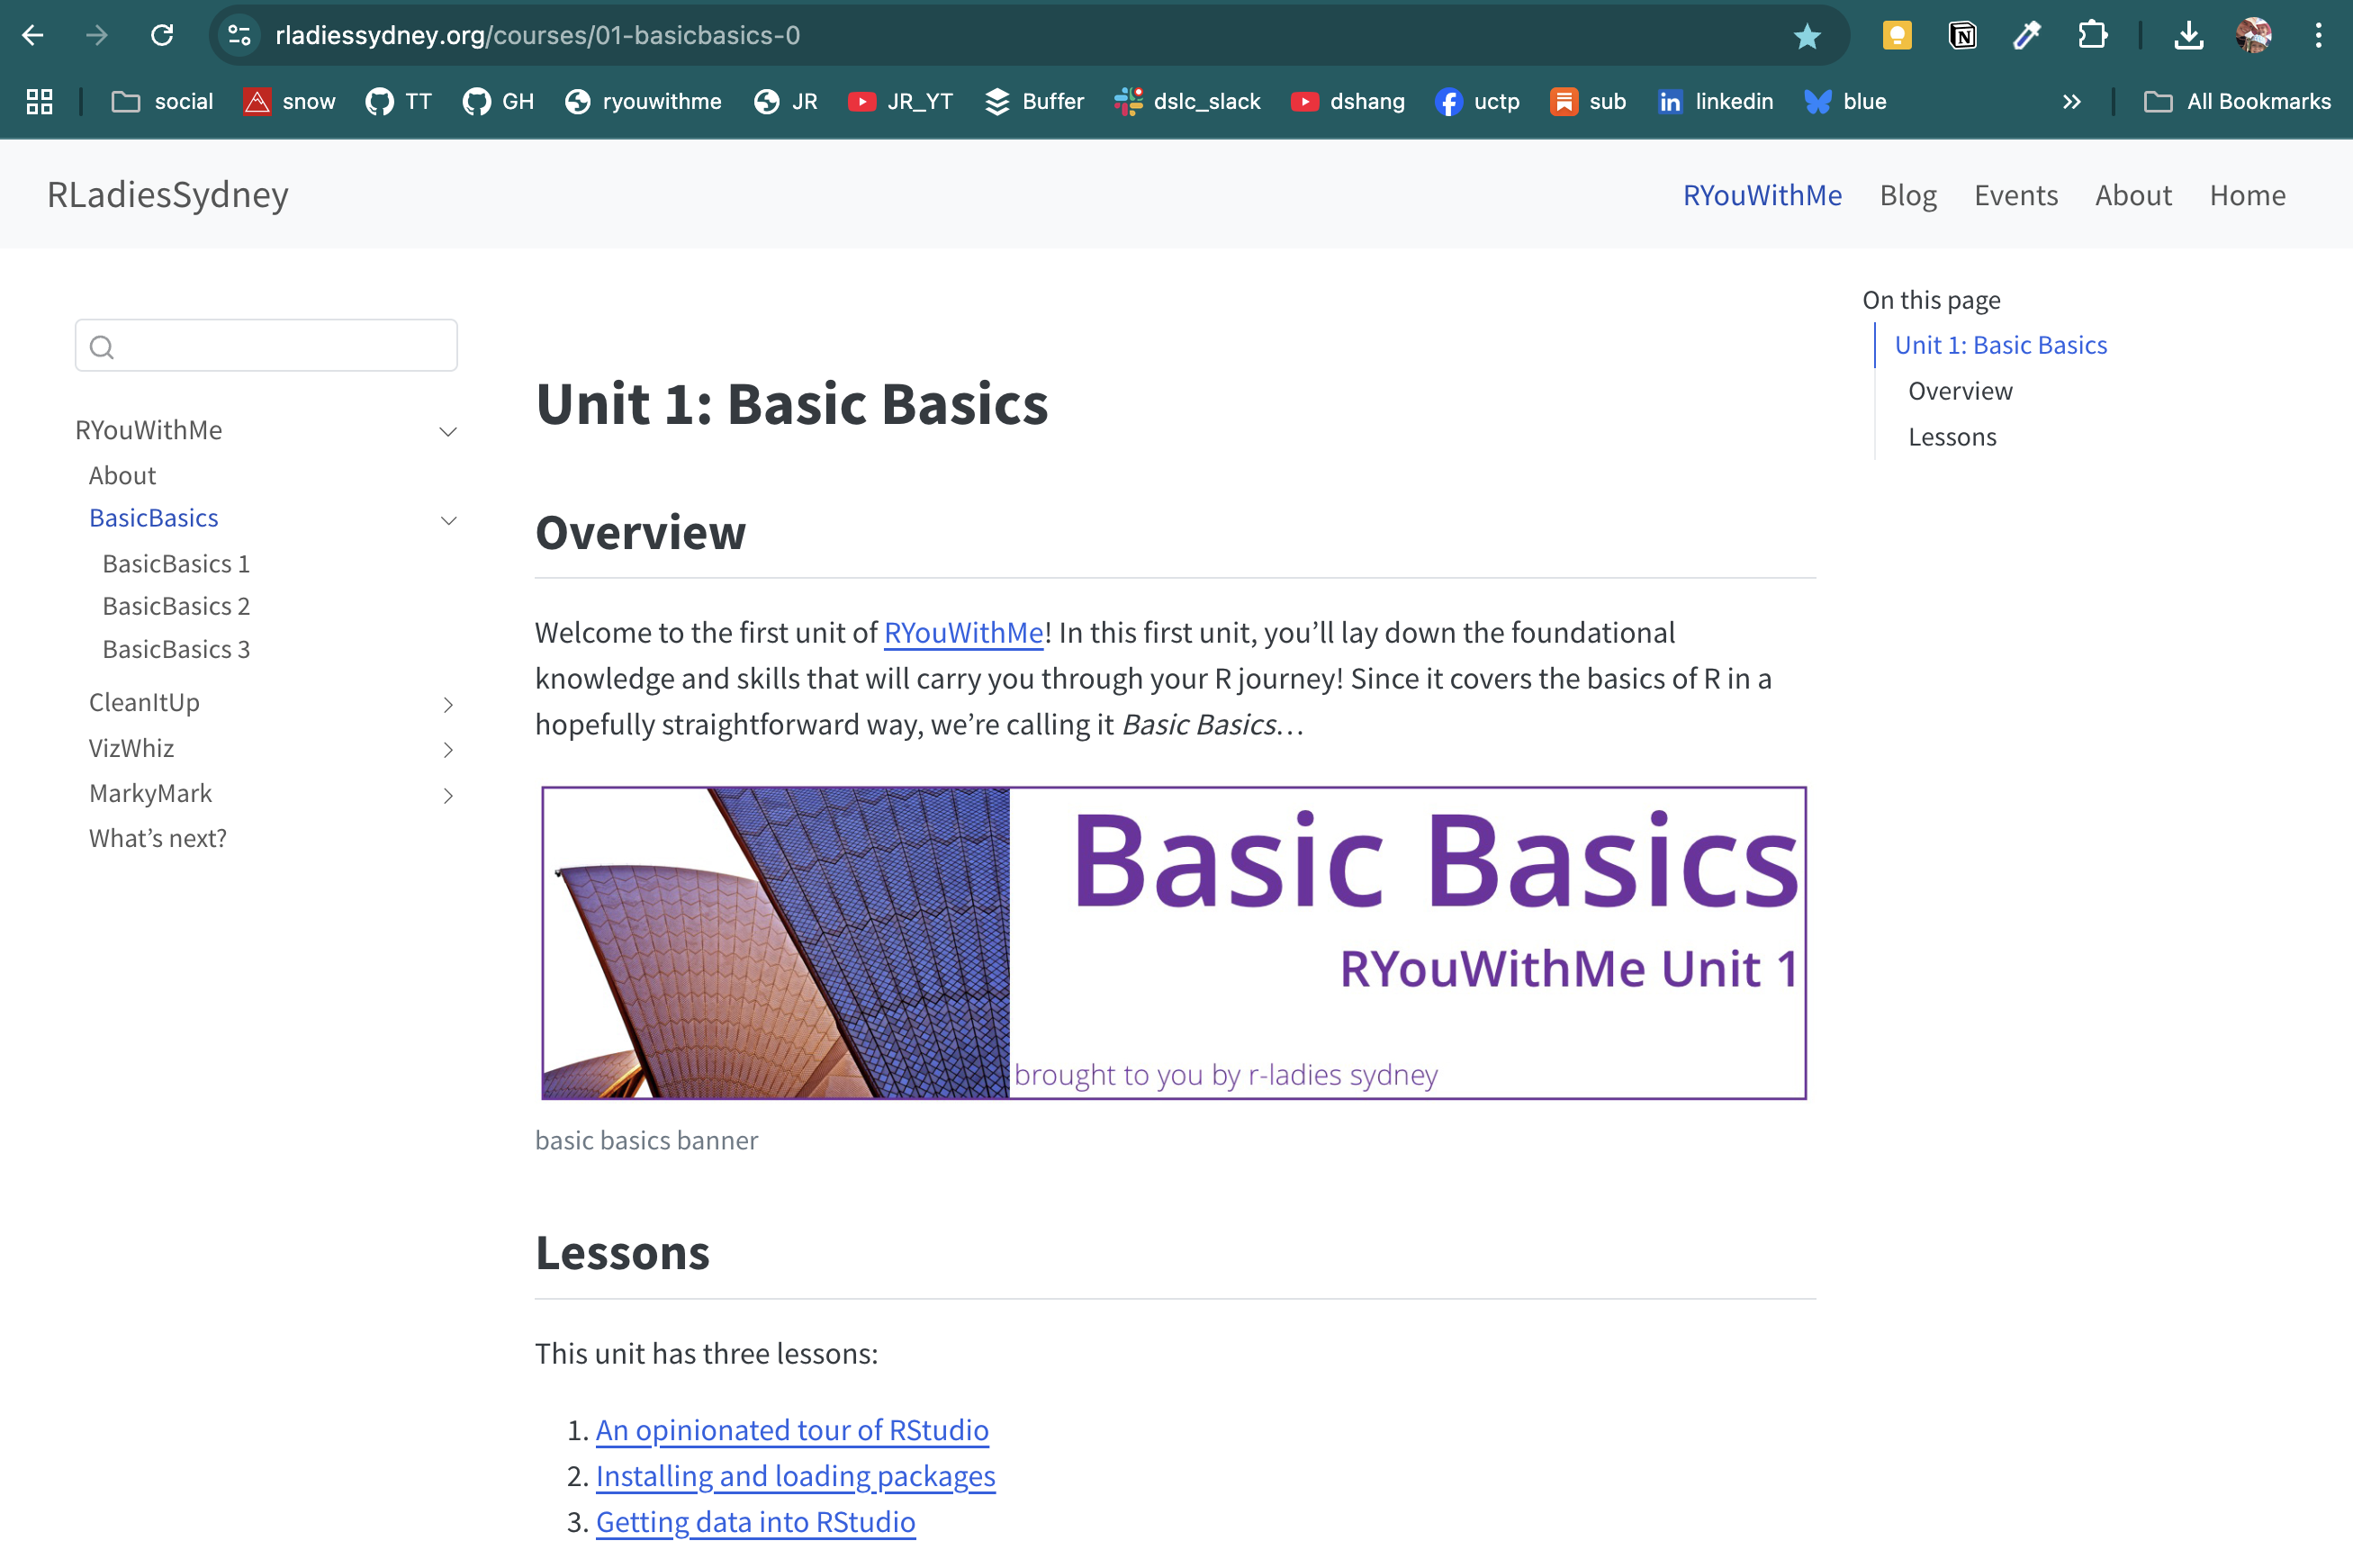 rladiessydney.org/courses/01-basicbasics-0
social
snow
TT
GH
ryouwithme
JR
JR_YT
Buffer
dslc_slack
dshang
uctp
sub
linkedin
blue
All Bookmarks
RLadiesSydney
RYouWithMe
Blog
Events
About
Home
RYouWithMe
About
BasicBasics
BasicBasics 1
BasicBasics 2
BasicBasics 3
CleanItUp
VizWhiz
MarkyMark
What’s next?
Unit 1: Basic Basics
Overview
Welcome to the first unit of RYouWithMe! In this first unit, you’ll lay down the foundational
knowledge and skills that will carry you through your R journey! Since it covers the basics of R in a
hopefully straightforward way, we’re calling it Basic Basics…
Basic Basics
RYouWithMe Unit 1
brought to you by r-ladies sydney
basic basics banner
Lessons
This unit has three lessons:
1. An opinionated tour of RStudio
2. Installing and loading packages
3. Getting data into RStudio
On this page
Unit 1: Basic Basics
Overview
Lessons